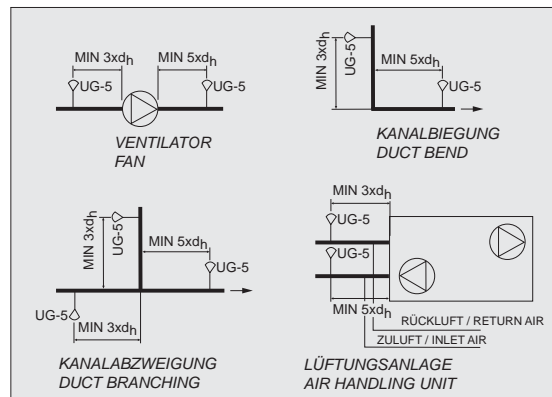 MIN 3xdh
MIN 5xdh
UG-5
UG-5
VENTILATOR
FAN
MIN 3xdh
UG-5
MIN 5xdh
UG-5
KANALBIEGUNG
DUCT BEND
MIN 3xdh
UG-5
MIN 5xdh
UG-5
UG-5
MIN 3xdh
KANALABZWEIGUNG
DUCT BRANCHING
MIN 3xdh
UG-5
UG-5
MIN 5xdh
RÜCKLUFT / RETURN AIR
ZULUFT / INLET AIR
LÜFTUNGSANLAGE
AIR HANDLING UNIT